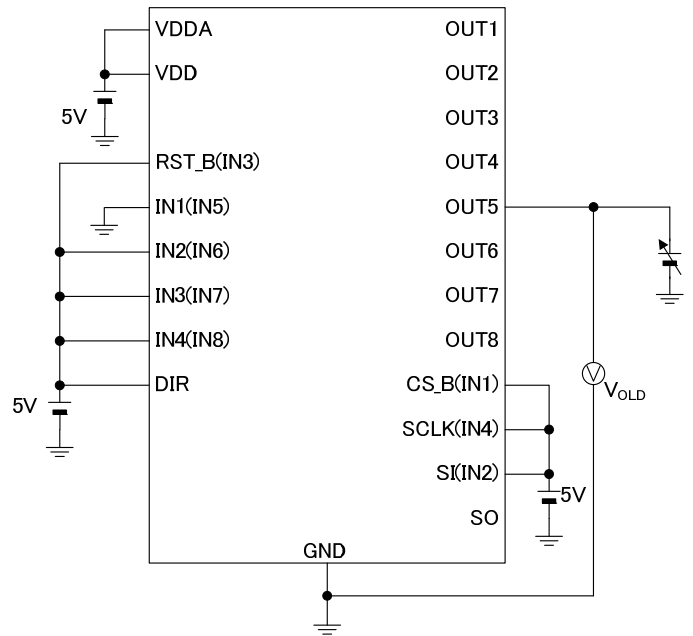 VDDA
VDD
5V
RST_B(IN3)
IN1(IN5)
IN2(IN6)
IN3(IN7)
IN4(IN8)
DIR
5V
OUT1
OUT2
OUT3
OUT4
OUT5
OUT6
OUT7
OUT8
CS_B(IN1)
SCLK(IN4)
SI(IN2)
SO
5V
V
VOLD
GND